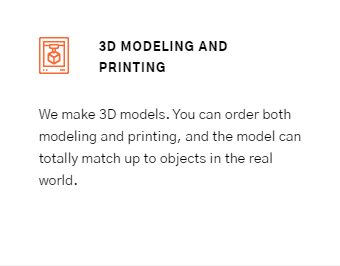 3D MODELING AND
PRINTING
We make 3D models. You can order both
modeling and printing, and the model can
totally match up to objects in the real
world.